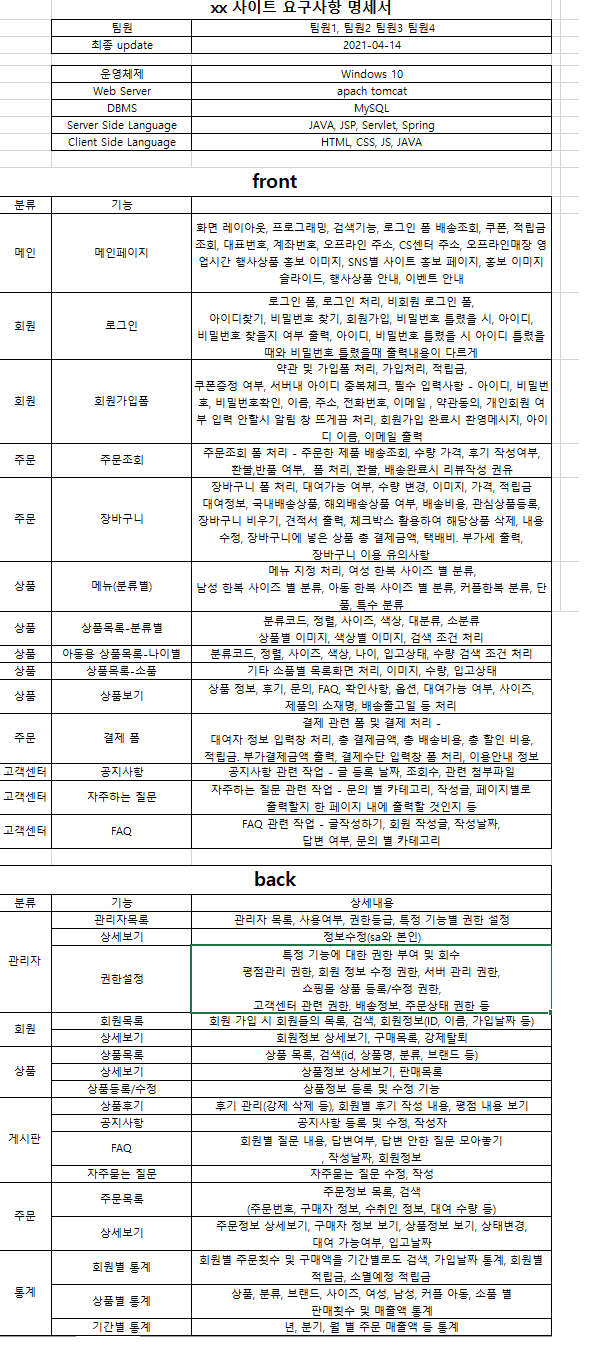 xx 사이트 요구사항 명세서
팀원 팀원1, 팀원2 팀원3 팀원4
최종 update 2021-04-14
운영체제 Windows 10
Web Server apach tomcat
DBMS MySQL
Server Side Language JAVA, JSP, Servlet, Spring
Client Side Language HTML, CSS, JS, JAVA
front
분류 기능
메인 메인페이지
화면 레이아웃, 프로그래밍, 검색기능, 로그인 폼 배송조회, 쿠폰, 적립금
조회, 대표번호, 계좌번호, 오프라인 주소, CS센터 주소, 오프라인매장 영
업시간 행사상품 홍보 이미지, SNS별 사이트 홍보 페이지, 홍보 이미지
슬라이드, 행사상품 안내, 이벤트 안내
회원 로그인
로그인 폼, 로그인 처리, 비회원 로그인 폼,
아이디찾기, 비밀번호 찾기, 회원가입, 비밀번호 틀렸을 시, 아이디,
비밀번호 찾을지 여부 출력, 아이디, 비밀번호 틀렸을 시 아이디 틀렸을
때와 비밀번호 틀렸을때 출력내용이 다르게
회원 회원가입폼
약관 및 가입폼 처리, 가입처리, 적립금,
쿠폰증정 여부, 서버내 아이디 중복체크, 필수 입력사항 - 아이디, 비밀번
호, 비밀번호확인, 이름, 주소, 전화번호, 이메일 , 약관동의, 개인회원 여
부 입력 안할시 알림 창 뜨게끔 처리, 회원가입 완료시 환영메시지, 아이
디 이름, 이메일 출력
주문 주문조회
주문조회 폼 처리 - 주문한 제품 배송조회, 수량 가격, 후기 작성여부,
환불,반품 여부, 폼 처리, 환불, 배송완료시 리뷰작성 권유
주문 장바구니
장바구니 폼 처리, 대여가능 여부, 수량 변경, 이미지, 가격, 적립금
대여정보, 국내배송상품, 해외배송상품 여부, 배송비용, 관심상품등록,
장바구니 비우기, 견적서 출력, 체크박스 활용하여 해당상품 삭제, 내용
수정, 장바구니에 넣은 상품 총 결제금액, 택배비. 부가세 출력,
장바구니 이용 유의사항
상품 메뉴(분류별)
메뉴 지정 처리, 여성 한복 사이즈 별 분류,
남성 한복 사이즈 별 분류, 아동 한복 사이즈 별 분류, 커플한복 분류, 단
품, 특수 분류
상품 상품목록-분류별
분류코드, 정렬, 사이즈, 색상, 대분류, 소분류
상품별 이미지, 색상별 이미지, 검색 조건 처리
상품 아동용 상품목록-나이별 분류코드, 정렬, 사이즈, 색상, 나이, 입고상태, 수량 검색 조건 처리
상품 상품목록-소품 기타 소품별 목록화면 처리, 이미지, 수량, 입고상태
상품 상품보기
상품 정보, 후기, 문의, FAQ, 확인사항, 옵션, 대여가능 여부, 사이즈,
제품의 소재명, 배송출고일 등 처리
주문 결제 폼
결제 관련 폼 및 결제 처리 -
대여자 정보 입력창 처리, 총 결제금액, 총 배송비용, 총 할인 비용,
적립금. 부가결제금액 출력, 결제수단 입력창 폼 처리, 이용안내 정보
고객센터 공지사항 공지사항 관련 작업 - 글 등록 날짜, 조회수, 관련 첨부파일
고객센터 자주하는 질문
자주하는 질문 관련 작업 - 문의 별 카테고리, 작성글, 페이지별로
출력할지 한 페이지 내에 출력할 것인지 등
고객센터 FAQ
FAQ 관련 작업 - 글작성하기, 회원 작성글, 작성날짜,
답변 여부, 문의 별 카테고리
back
분류 기능 상세내용
관리자
관리자목록 관리자 목록, 사용여부, 권한등급, 특정 기능별 권한 설정
상세보기 정보수정(sa와 본인)
권한설정
특정 기능에 대한 권한 부여 및 회수
평점관리 권한, 회원 정보 수정 권한, 서버 관리 권한,
쇼핑몰 상품 등록/수정 권한,
고객센터 관련 권한, 배송정보, 주문상태 권한 등
회원
회원목록 회원 가입 시 회원들의 목록, 검색, 회원정보(ID, 이름, 가입날짜 등)
상세보기 회원정보 상세보기, 구매목록, 강제탈퇴
상품
상품목록 상품 목록, 검색(id, 상품명, 분류, 브랜드 등)
상세보기 상품정보 상세보기, 판매목록
상품등록/수정 상품정보 등록 및 수정 기능
게시판
상품후기 후기 관리(강제 삭제 등), 회원별 후기 작성 내용, 평점 내용 보기
공지사항 공지사항 등록 및 수정, 작성자
FAQ
회원별 질문 내용, 답변여부, 답변 안한 질문 모아놓기
, 작성날짜, 회원정보
자주묻는 질문 자주묻는 질문 수정, 작성
주문
주문목록
주문정보 목록, 검색
(주문번호, 구매자 정보, 수취인 정보, 대여 수량 등)
상세보기
주문정보 상세보기, 구매자 정보 보기, 상품정보 보기, 상태변경,
대여 가능여부, 입고날짜
통계
회원별 통계
회원별 주문횟수 및 구매액을 기간별로도 검색, 가입날짜 통계, 회원별
적립금, 소멸예정 적립금
상품별 통계
상품, 분류, 브랜드, 사이즈, 여성, 남성, 커플 아동, 소품 별
판매횟수 및 매출액 통계
기간별 통계 년, 분기, 월 별 주문 매출액 등 통계